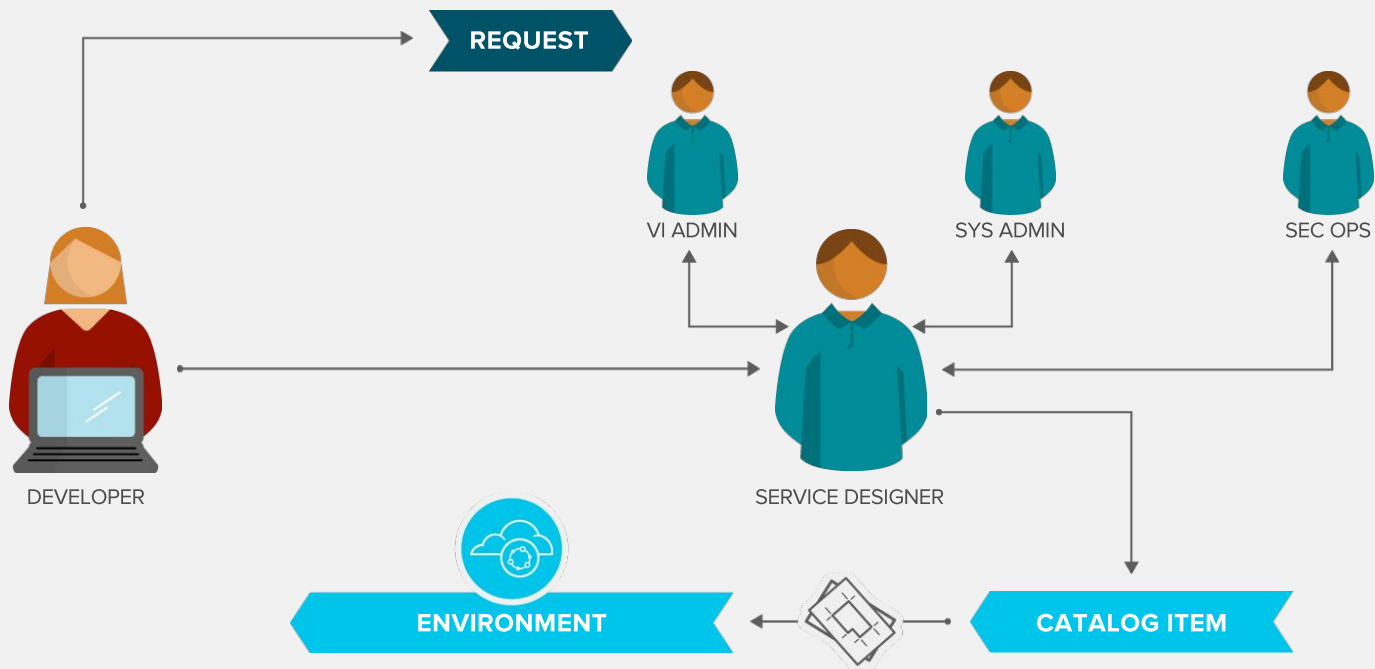 REQUEST
VI ADMIN
SYS ADMIN
SEC OPS
DEVELOPER
SERVICE DESIGNER
ENVIRONMENT
CATALOG ITEM